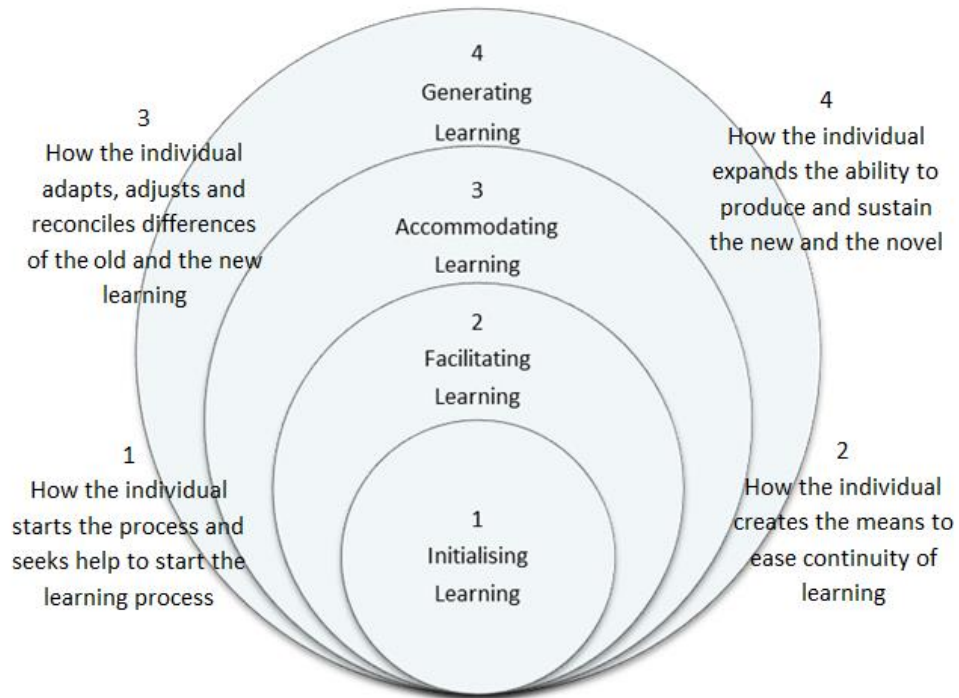 4
Generating
Learning
3
How the individual
adapts, adjusts and
reconciles differences
of the old and the new
learning
4
How the individual
expands the ability to
produce and sustain
the new and the novel
3
Accommodating
Learning
2
Facilitating
Learning
1
How the individual
starts the process and
seeks help to start the
learning process
2
How the individual
creates the means to
ease continuity of
learning
1
Initialising
Learning